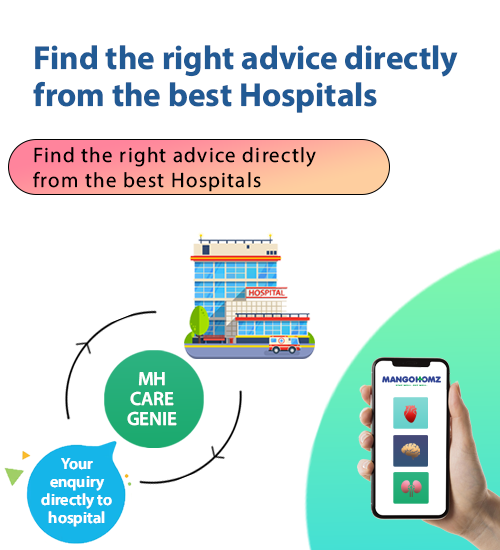 Find the right advice directly
from the best Hospitals
Find the right advice directly
from the best Hospitals
HOSPITAL
MH
CARE
GENIE
Your
enquiry
directly to
hospital
MANGOHOMZ